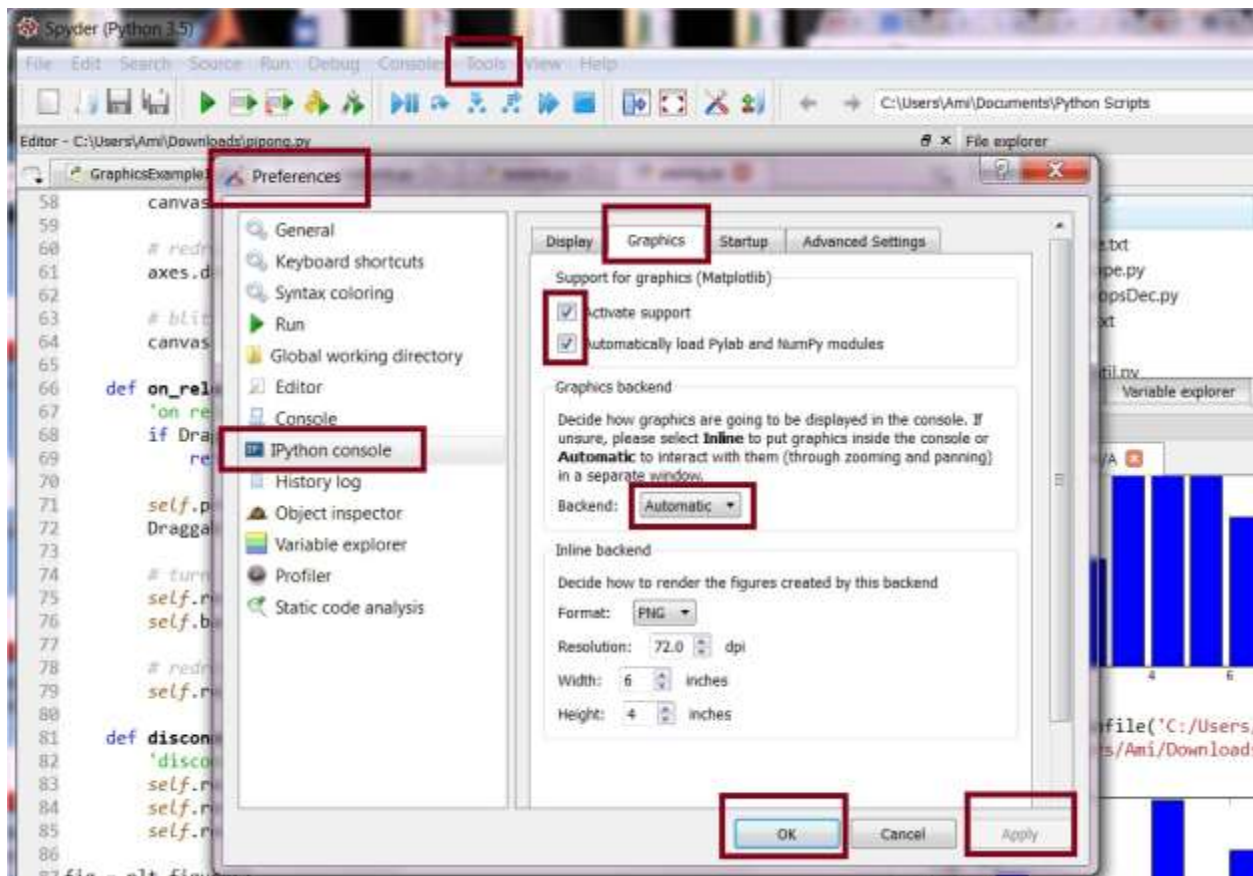 Spyder (Python 3.5)
File Edit Search Source Run Debug Consoles Tools View Help
C:\Users\Ami\Documents\Python Scripts
Editor - C:\Users\Ami\Downloads\pipong.py
File explorer
GraphicsExample
Preferences
General
Keyboard shortcuts
Syntax coloring
Run
Global working directory
Editor
Console
IPython console
History log
Object inspector
Variable explorer
Profiler
Static code analysis
Display Graphics Startup Advanced Settings
Support for graphics (Matplotlib)
Activate support
Automatically load Pylab and NumPy modules
Graphics backend
Decide how graphics are going to be displayed in the console. If
unsure, please select Inline to put graphics inside the console or
Automatic to interact with them (through zooming and panning)
in a separate window.
Backend: Automatic
Inline backend
Decide how to render the figures created by this backend
Format: PNG
Resolution: 72.0 dpi
Width: 6 inches
Height: 4 inches
OK Cancel Apply
58 canvas
59
60 # redr
61 axes.d
62
63 # blit
64 canvas
65
66 def on_rel
67 'on re
68 if Dra
69 re
70
71 self.p
72 Dragga
73
74 # turn
75 self.r
76 self.b
77
78 # redr
79 self.r
80
81 def discon
82 'disco
83 self.r
84 self.r
85 self.r
86
.txt
pe.py
opsDec.py
xt
til.py
Variable explorer
/A
4 6
file('C:/Users/
s/Ami/Download